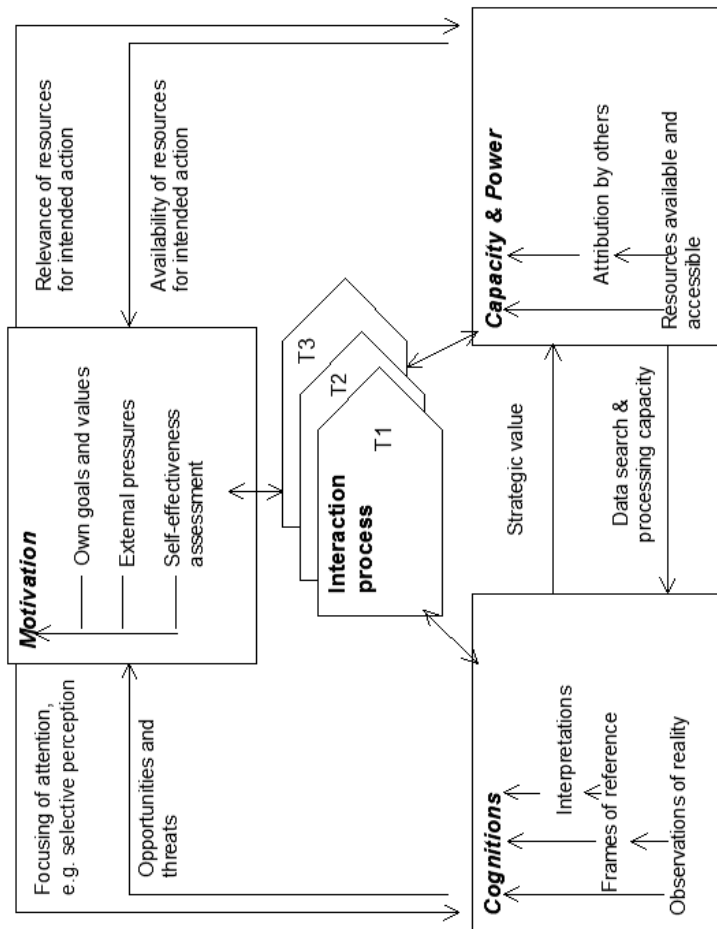 Focusing of attention,
e.g. selective perception
Opportunities and
threats
Motivation
Own goals and values
External pressures
Self-effectiveness
assessment
Relevance of resources
for intended action
Availability of resources
for intended action
Interaction
process
T1
T2
T3
Cognitions
Interpretations
Frames of reference
Observations of reality
Strategic value
Data search &
processing capacity
Capacity & Power
Attribution by others
Resources available and
accessible